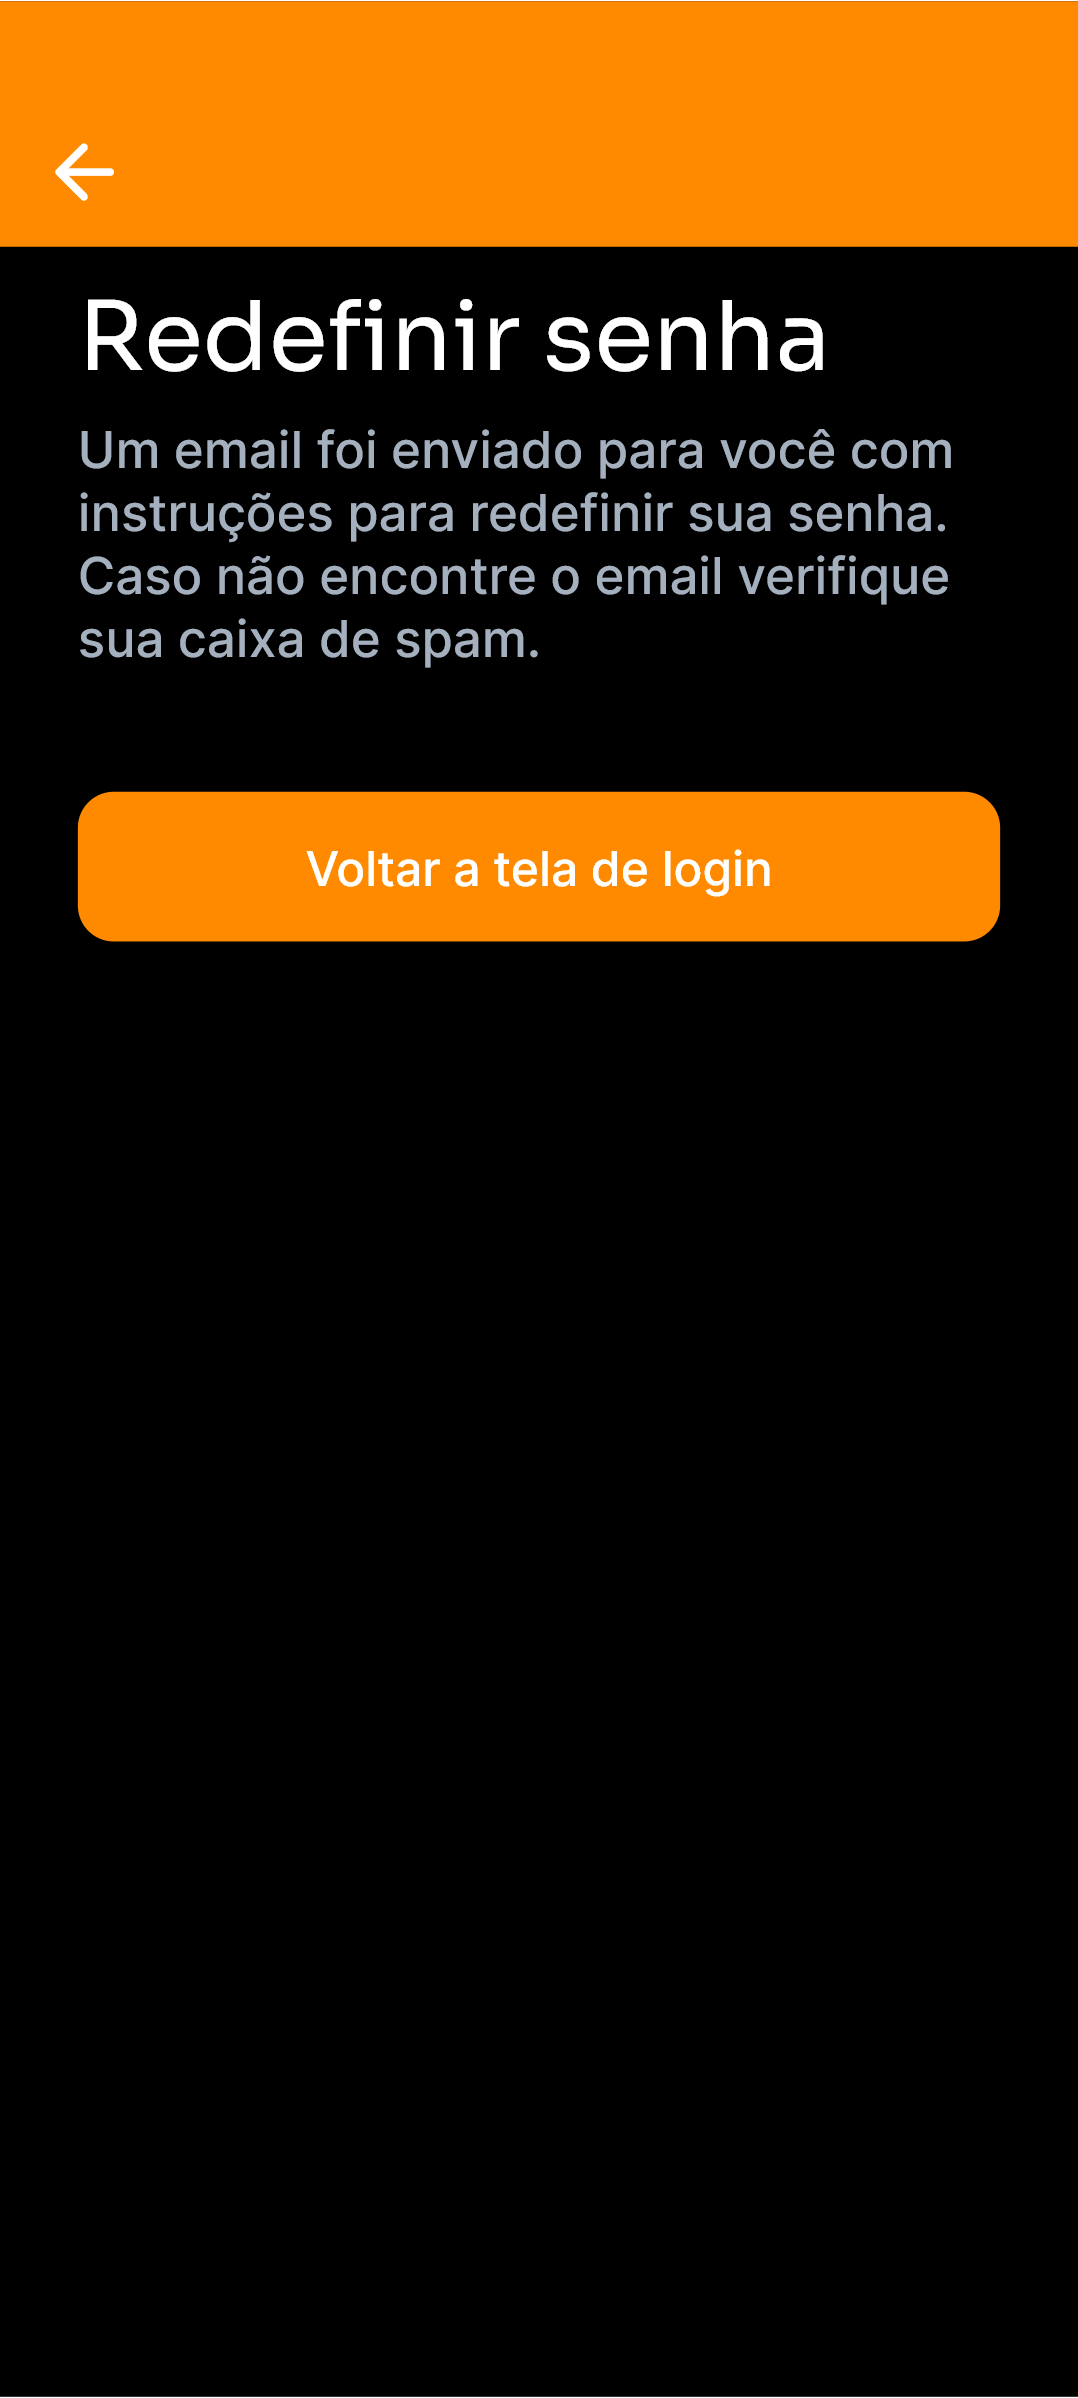 Redefinir senha
Um email foi enviado para você com
instruções para redefinir sua senha.
Caso não encontre o email verifique
sua caixa de spam.
Voltar a tela de login